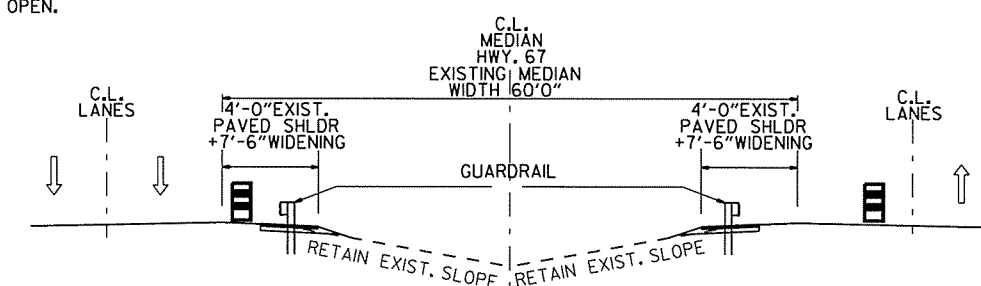 OPEN.
C.L.
MEDIAN
HWY. 67
EXISTING MEDIAN
WIDTH 60'0"
C.L.
LANES
4'-0"EXIST.
PAVED SHLDR
+7'-6"WIDENING
4'-0"EXIST.
PAVED SHLDR
+7'-6"WIDENING
C.L.
LANES
GUARDRAIL
RETAIN EXIST. SLOPE
RETAIN EXIST. SLOPE